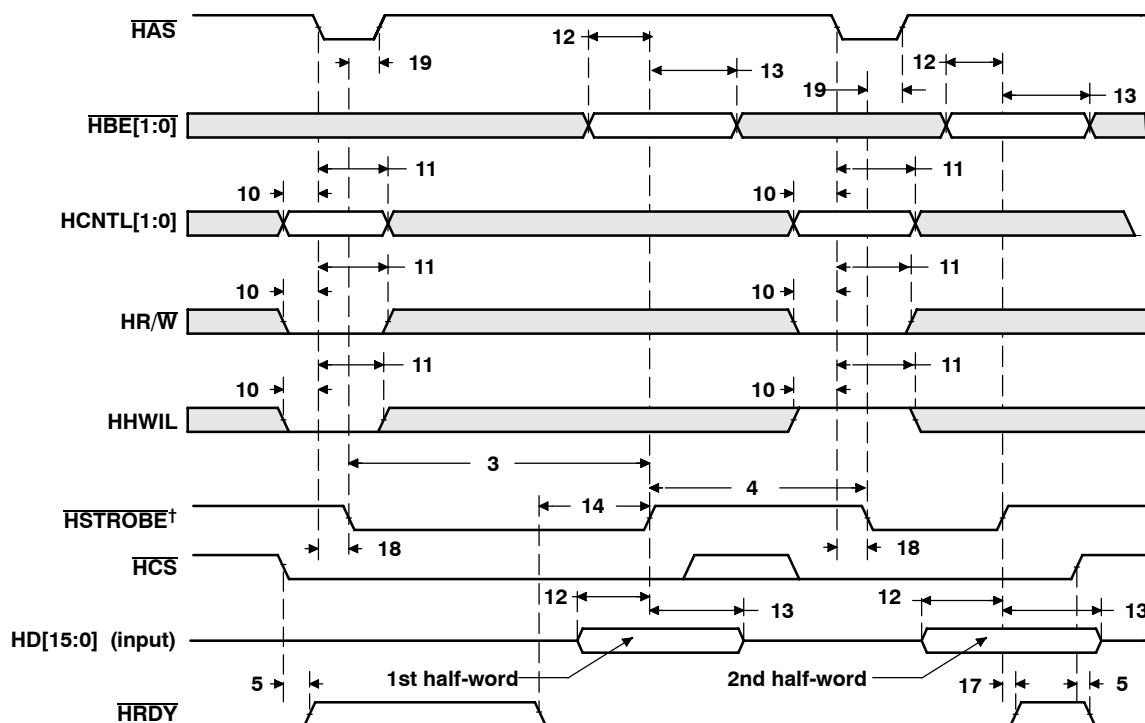 HAS
12
12
19
13
19
13
HBE[1:0]
11
11
10
10
HCNTL[1:0]
11
11
10
10
HR/W
11
11
10
10
HHWIL
3
4
14
HSTROBE†
18
18
HCS
12
12
13
13
HD[15:0] (input)
1st half-word
2nd half-word
5
17
5
HRDY